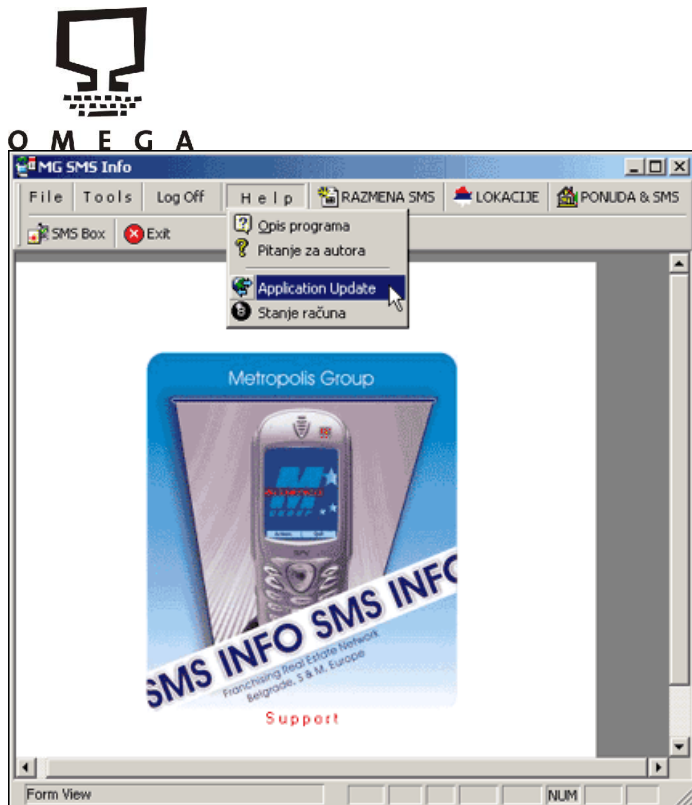 OMEGA
MG SMS Info
File Tools Log Off Help RAZMENA SMS LOKACIJE PONUDA & SMS
SMS Box Exit
Opis programa
Pitanje za autora
Application Update
Stanje računa
Metropolis Group
SMS INFO SMS INFO
Franchising Real Estate Network
Belgrade, S & M, Europe
Support
Form View NUM